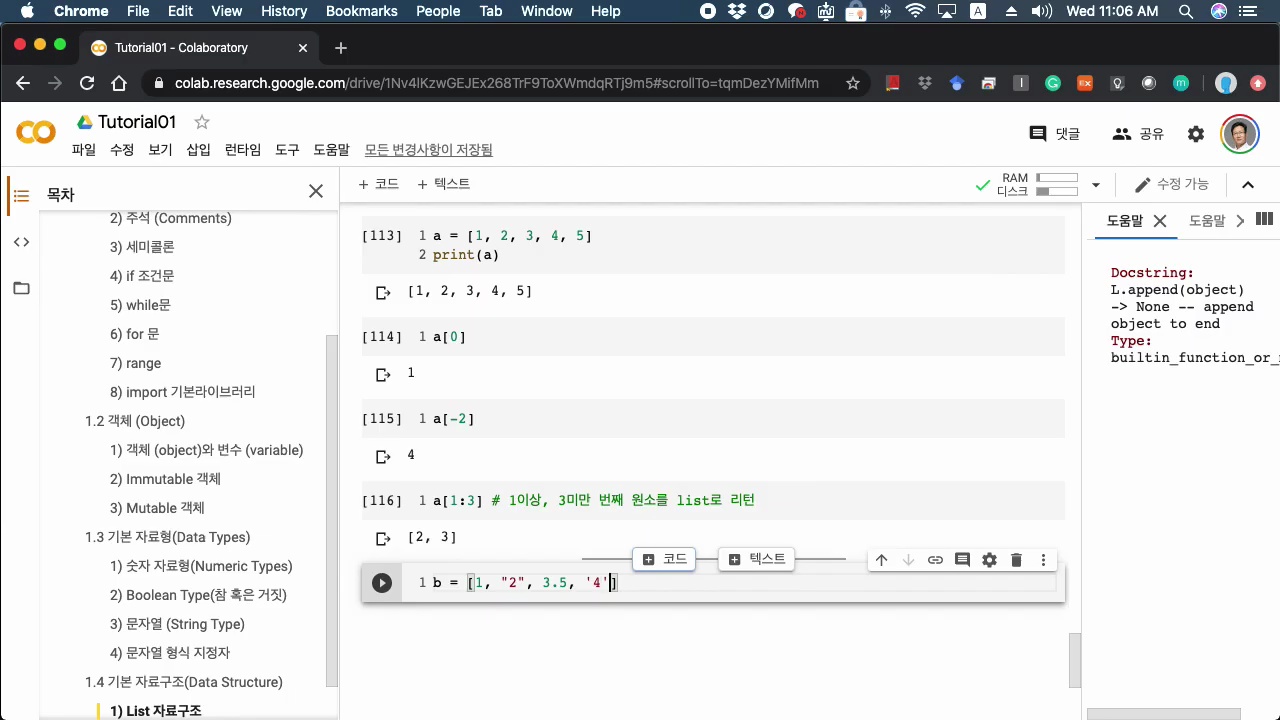 Chrome File Edit View History Bookmarks People Tab Window Help A Wed 11:06 AM
Tutorial01 - Colaboratory
colab.research.google.com/drive/1Nv4lKzwGEJEx268TrF9ToXWmdqRTj9m5#scrollTo=tqmDezYMifMm
Tutorial01
댓글 공유
파일 수정 보기 삽입 런타임 도구 도움말 모든 변경사항이 저장됨
목차
+ 코드 + 텍스트
RAM
디스크
수정 가능
2) 주석 (Comments)
3) 세미콜론
4) if 조건문
5) while문
6) for 문
7) range
8) import 기본라이브러리
1.2 객체 (Object)
1) 객체 (object)와 변수 (variable)
2) Immutable 객체
3) Mutable 객체
1.3 기본 자료형(Data Types)
1) 숫자 자료형(Numeric Types)
2) Boolean Type(참 혹은 거짓)
3) 문자열 (String Type)
4) 문자열 형식 지정자
1.4 기본 자료구조(Data Structure)
1) List 자료구조
[113] 1 a = [1, 2, 3, 4, 5]
2 print(a)
[1, 2, 3, 4, 5]
[114] 1 a[0]
1
[115] 1 a[-2]
4
[116] 1 a[1:3] # 1이상, 3미만 번째 원소를 list로 리턴
[2, 3]
코드 텍스트
1 b = [1, "2", 3.5, '4']
도움말 도움말
Docstring:
L.append(object)
-> None -- append
object to end
Type:
builtin_function_or_